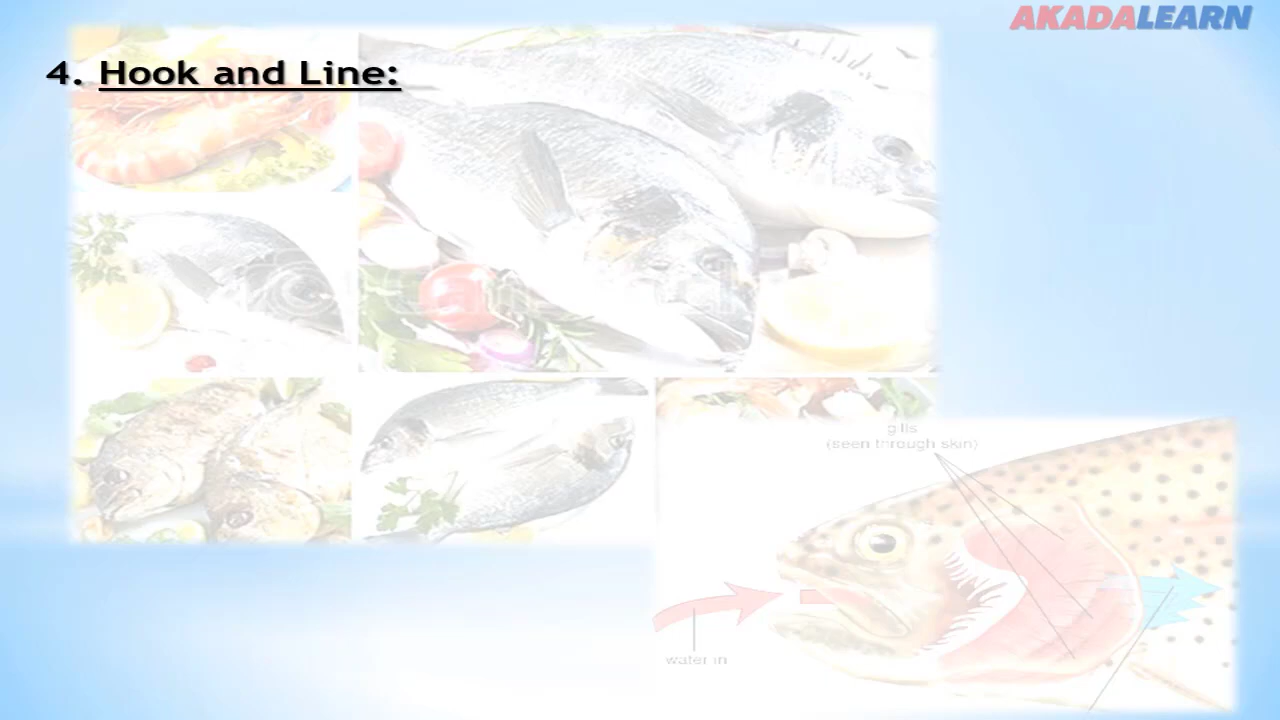 AKADALEARN
4. Hook and Line:
gills
(seen through skin)
water in